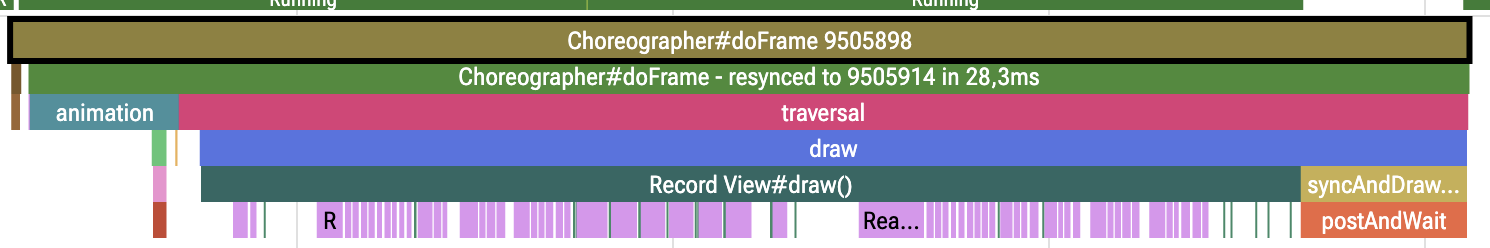 Running Running
Choreographer#doFrame 9505898
Choreographer#doFrame - resynced to 9505914 in 28,3ms
animation traversal
draw
Record View#draw() syncAndDraw...
R Rea... postAndWait